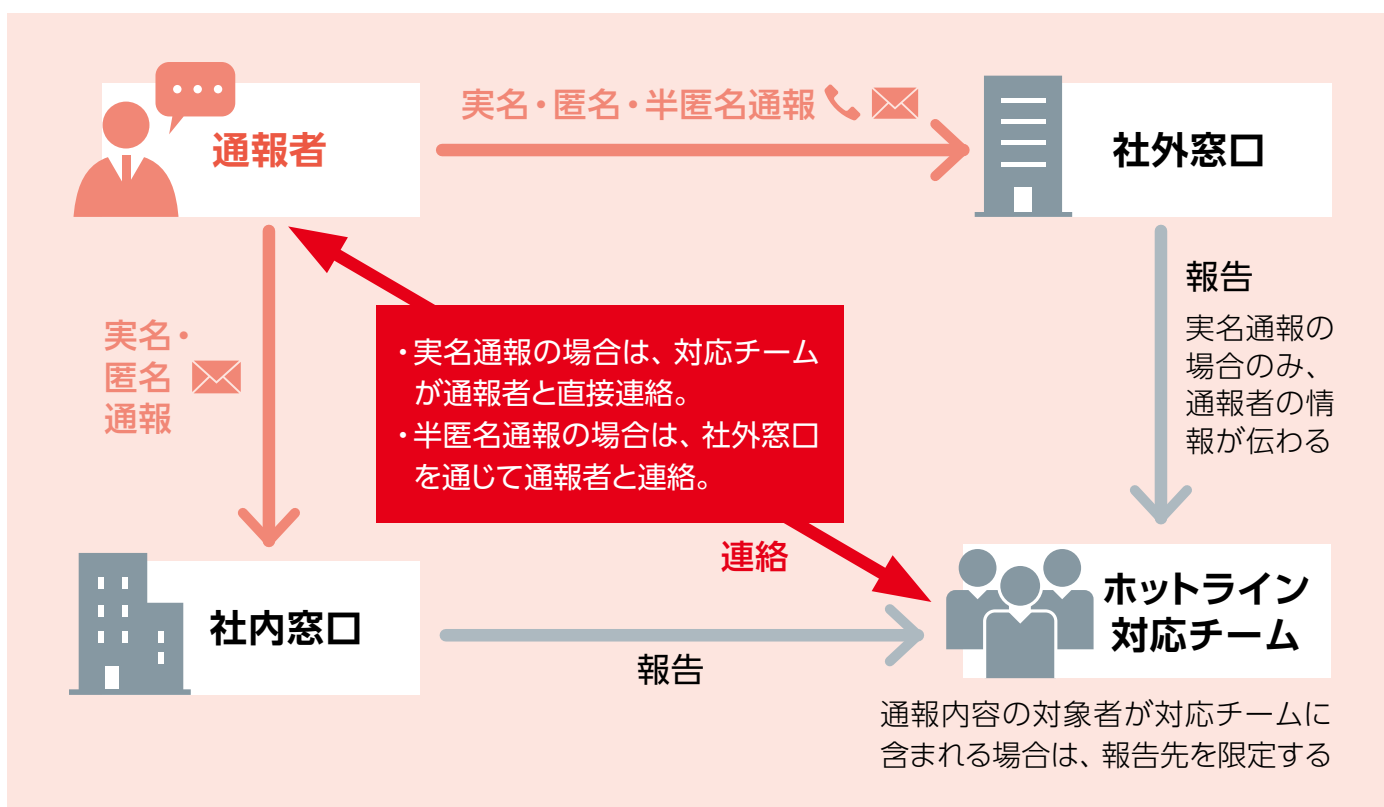 通報者
実名・匿名・半匿名通報
社外窓口
実名・
匿名
通報
・実名通報の場合は、対応チーム
が通報者と直接連絡。
・半匿名通報の場合は、社外窓口
を通じて通報者と連絡。
報告
実名通報の
場合のみ、
通報者の情
報が伝わる
連絡
社内窓口
報告
ホットライン
対応チーム
通報内容の対象者が対応チームに
含まれる場合は、報告先を限定する